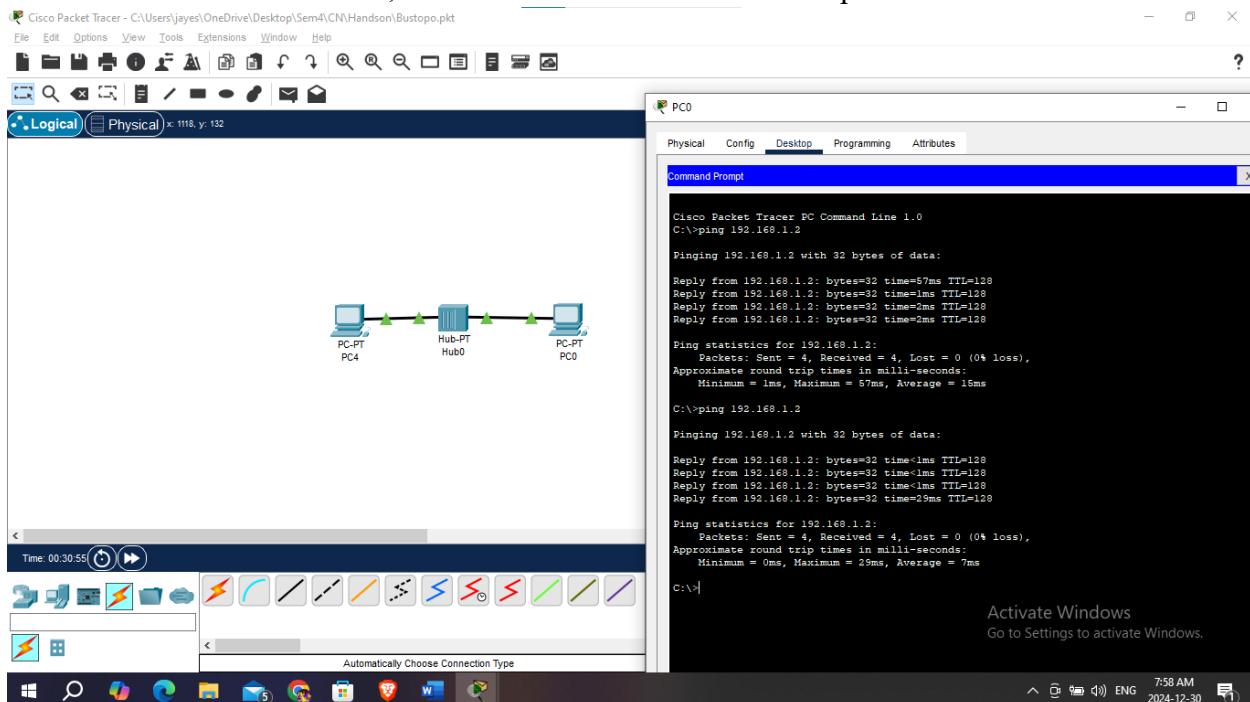 Cisco Packet Tracer - C:\Users\jayes\OneDrive\Desktop\Sem4\CN\Handson\Bustopo.pkt
File Edit Options View Tools Extensions Window Help
?
Logical Physical x: 1118, y: 132
PC-PT
PC4
Hub-PT
Hub0
PC-PT
PC0
Time: 00:30:55
Automatically Choose Connection Type
PC0
Physical Config Desktop Programming Attributes
Command Prompt X
Cisco Packet Tracer PC Command Line 1.0
C:\>ping 192.168.1.2
Pinging 192.168.1.2 with 32 bytes of data:
Reply from 192.168.1.2: bytes=32 time=57ms TTL=128
Reply from 192.168.1.2: bytes=32 time=1ms TTL=128
Reply from 192.168.1.2: bytes=32 time=2ms TTL=128
Reply from 192.168.1.2: bytes=32 time=2ms TTL=128
Ping statistics for 192.168.1.2:
Packets: Sent = 4, Received = 4, Lost = 0 (0% loss),
Approximate round trip times in milli-seconds:
Minimum = 1ms, Maximum = 57ms, Average = 15ms
C:\>ping 192.168.1.2
Pinging 192.168.1.2 with 32 bytes of data:
Reply from 192.168.1.2: bytes=32 time<1ms TTL=128
Reply from 192.168.1.2: bytes=32 time<1ms TTL=128
Reply from 192.168.1.2: bytes=32 time<1ms TTL=128
Reply from 192.168.1.2: bytes=32 time=29ms TTL=128
Ping statistics for 192.168.1.2:
Packets: Sent = 4, Received = 4, Lost = 0 (0% loss),
Approximate round trip times in milli-seconds:
Minimum = 0ms, Maximum = 29ms, Average = 7ms
C:\>
Activate Windows
Go to Settings to activate Windows.
ENG 7:58 AM
2024-12-30